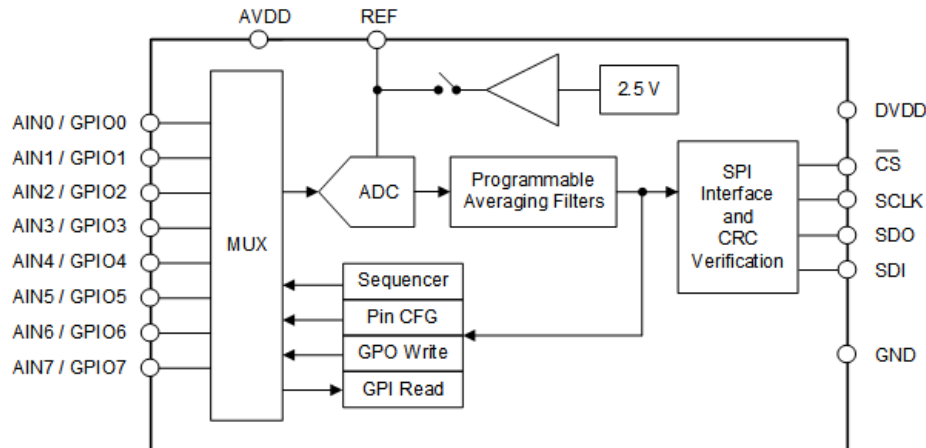 AVDD
REF
2.5 V
AIN0 / GPIO0
AIN1 / GPIO1
AIN2 / GPIO2
AIN3 / GPIO3
AIN4 / GPIO4
AIN5 / GPIO5
AIN6 / GPIO6
AIN7 / GPIO7
MUX
ADC
Programmable
Averaging Filters
Sequencer
Pin CFG
GPO Write
GPI Read
SPI
Interface
and
CRC
Verification
DVDD
C̅S̅
SCLK
SDO
SDI
GND